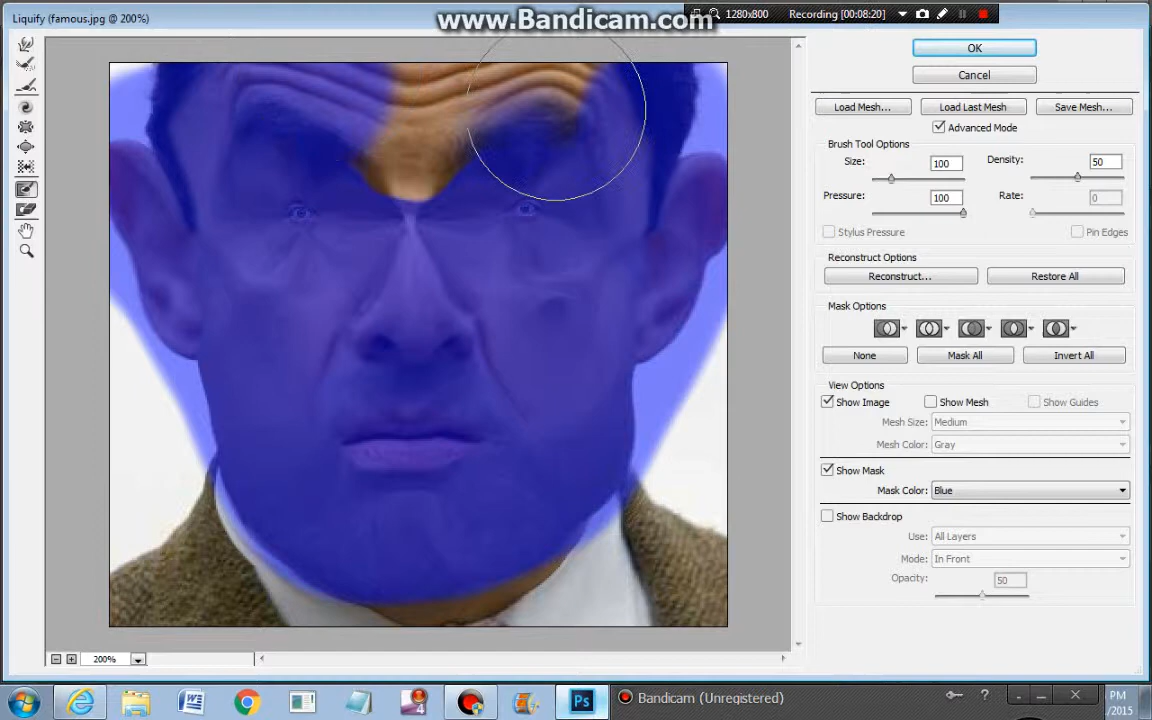 Liquify (famous.jpg @ 200%)
www.Bandicam.com
1280x800
Recording [00:08:20]
OK
Cancel
Load Mesh...
Load Last Mesh
Save Mesh...
Advanced Mode
Brush Tool Options
Size:
100
Density:
50
Pressure:
100
Rate:
0
Stylus Pressure
Pin Edges
Reconstruct Options
Reconstruct...
Restore All
Mask Options
None
Mask All
Invert All
View Options
Show Image
Show Mesh
Show Guides
Mesh Size:
Medium
Mesh Color:
Gray
Show Mask
Mask Color:
Blue
Show Backdrop
Use:
All Layers
Mode:
In Front
Opacity:
50
200%
W
4
Ps
Bandicam (Unregistered)
?
PM
/2015